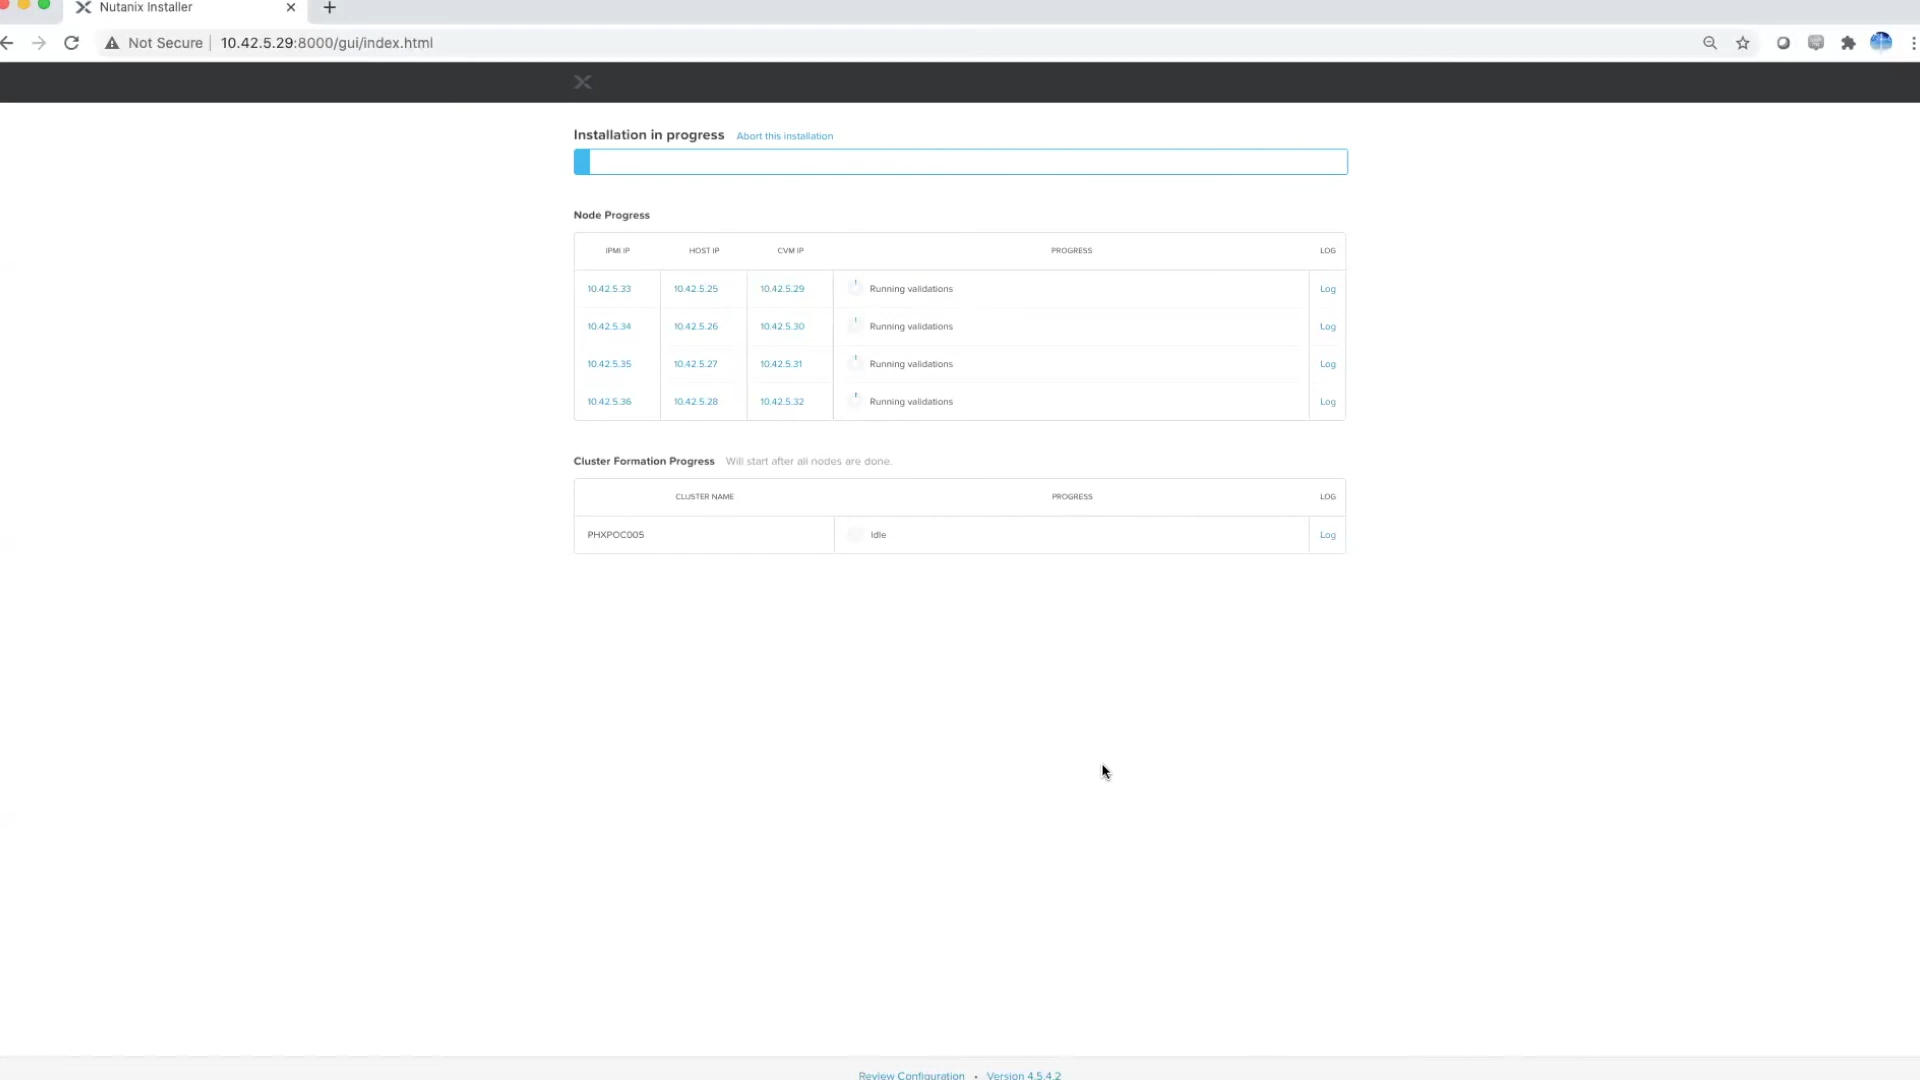 Nutanix Installer
Not Secure | 10.42.5.29:8000/gui/index.html
Installation in progress Abort this installation
Node Progress
IPMI IP HOST IP CVM IP PROGRESS LOG
10.42.5.33 10.42.5.25 10.42.5.29 Running validations Log
10.42.5.34 10.42.5.26 10.42.5.30 Running validations Log
10.42.5.35 10.42.5.27 10.42.5.31 Running validations Log
10.42.5.36 10.42.5.28 10.42.5.32 Running validations Log
Cluster Formation Progress Will start after all nodes are done.
CLUSTER NAME PROGRESS LOG
PHXPOC005 Idle Log
Review Configuration • Version 4.5.4.2